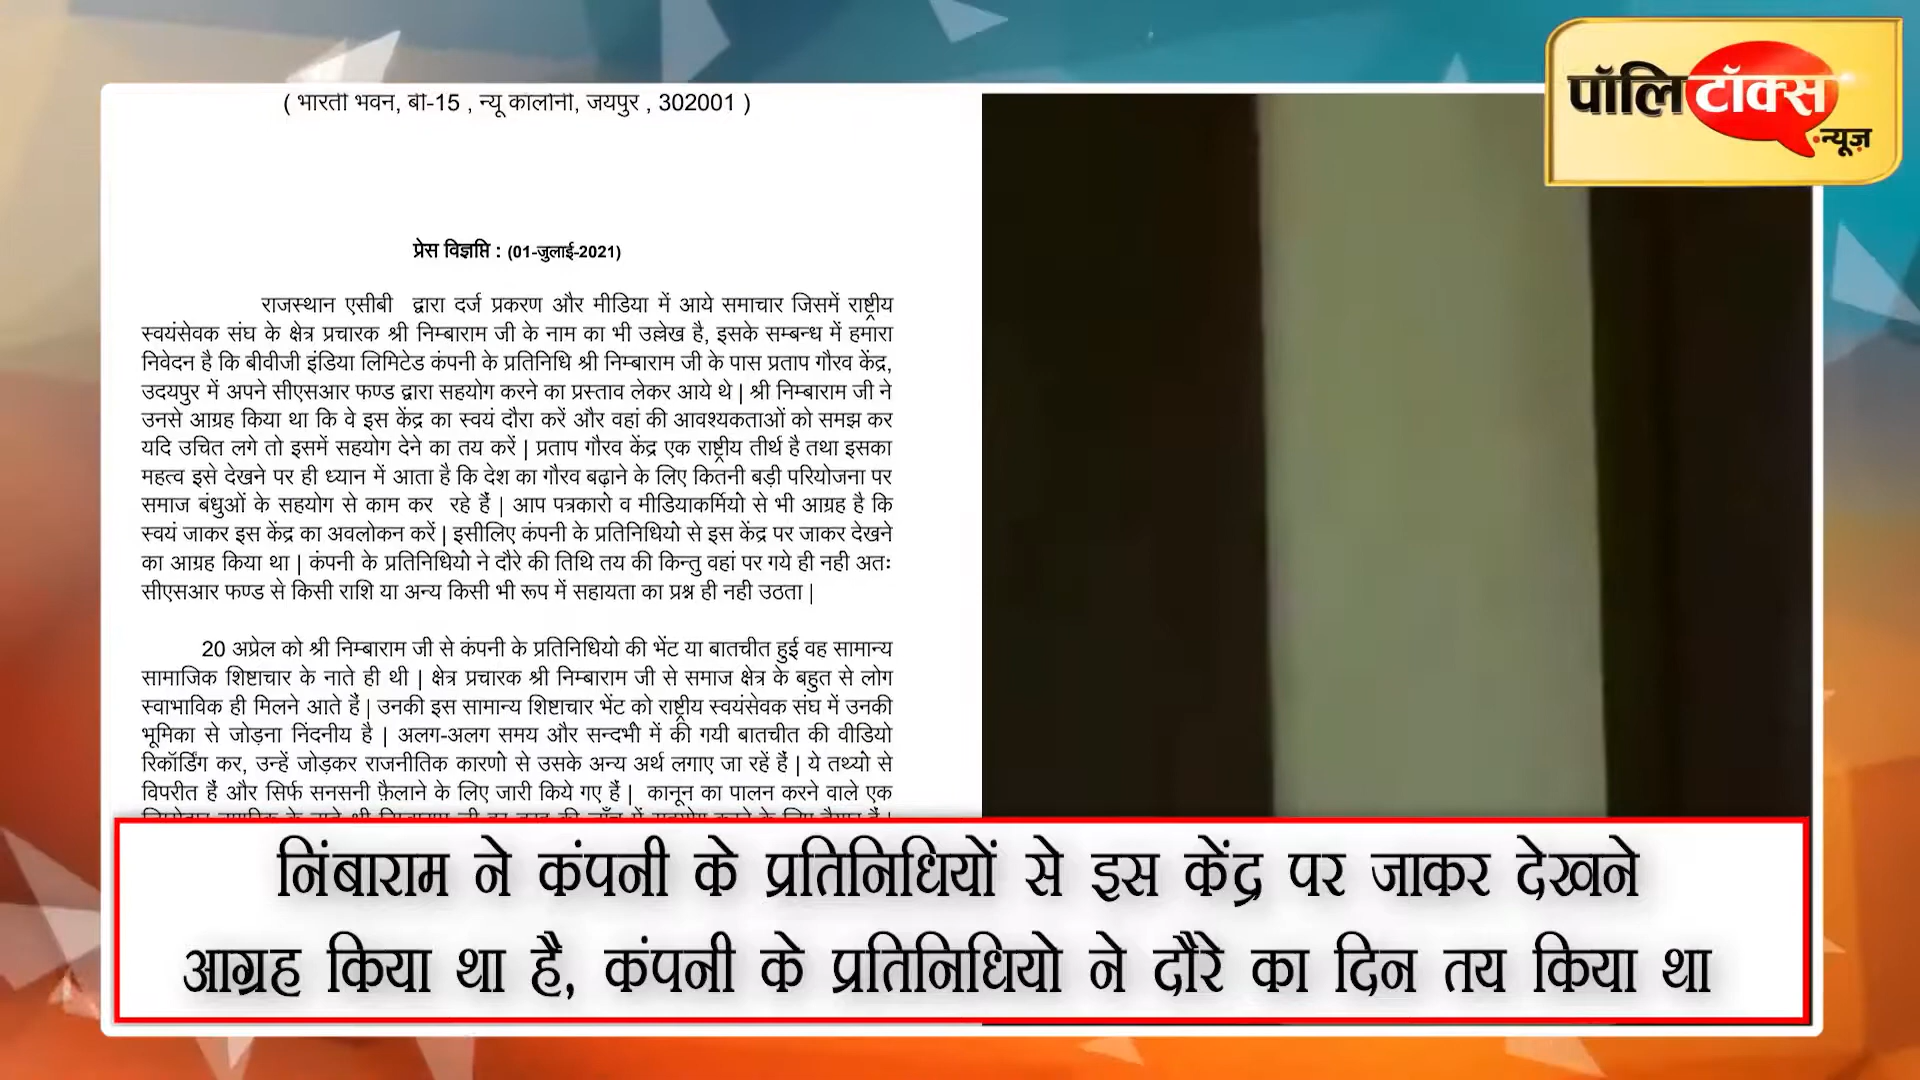 ( भारती भवन, बी-15 , न्यू कालोनी, जयपुर , 302001 )
पॉलिटॉक्स
न्यूज़
प्रेस विज्ञप्ति : (01-जुलाई-2021)
राजस्थान एसीबी द्वारा दर्ज प्रकरण और मीडिया में आये समाचार जिसमें राष्ट्रीय
स्वयंसेवक संघ के क्षेत्र प्रचारक श्री निम्बाराम जी के नाम का भी उल्लेख है, इसके सम्बन्ध में हमारा
निवेदन है कि बीवीजी इंडिया लिमिटेड कंपनी के प्रतिनिधि श्री निम्बाराम जी के पास प्रताप गौरव केंद्र,
उदयपुर में अपने सीएसआर फण्ड द्वारा सहयोग करने का प्रस्ताव लेकर आये थे | श्री निम्बाराम जी ने
उनसे आग्रह किया था कि वे इस केंद्र का स्वयं दौरा करें और वहां की आवश्यकताओं को समझ कर
यदि उचित लगे तो इसमें सहयोग देने का तय करें | प्रताप गौरव केंद्र एक राष्ट्रीय तीर्थ है तथा इसका
महत्व इसे देखने पर ही ध्यान में आता है कि देश का गौरव बढ़ाने के लिए कितनी बड़ी परियोजना पर
समाज बंधुओं के सहयोग से काम कर रहे हैं | आप पत्रकारो व मीडियाकर्मियो से भी आग्रह है कि
स्वयं जाकर इस केंद्र का अवलोकन करें | इसीलिए कंपनी के प्रतिनिधियो से इस केंद्र पर जाकर देखने
का आग्रह किया था | कंपनी के प्रतिनिधियो ने दौरे की तिथि तय की किन्तु वहां पर गये ही नही अतः
सीएसआर फण्ड से किसी राशि या अन्य किसी भी रूप में सहायता का प्रश्न ही नही उठता |
20 अप्रेल को श्री निम्बाराम जी से कंपनी के प्रतिनिधियो की भेंट या बातचीत हुई वह सामान्य
सामाजिक शिष्टाचार के नाते ही थी | क्षेत्र प्रचारक श्री निम्बाराम जी से समाज क्षेत्र के बहुत से लोग
स्वाभाविक ही मिलने आते हैं | उनकी इस सामान्य शिष्टाचार भेंट को राष्ट्रीय स्वयंसेवक संघ में उनकी
भूमिका से जोड़ना निंदनीय है | अलग-अलग समय और सन्दर्भो में की गयी बातचीत की वीडियो
रिकॉर्डिंग कर, उन्हें जोड़कर राजनीतिक कारणो से उसके अन्य अर्थ लगाए जा रहें हैं | ये तथ्यो से
विपरीत हैं और सिर्फ सनसनी फ़ैलाने के लिए जारी किये गए हैं | कानून का पालन करने वाले एक
निंबाराम ने कंपनी के प्रतिनिधियों से इस केंद्र पर जाकर देखने
आग्रह किया था है, कंपनी के प्रतिनिधियो ने दौरे का दिन तय किया था